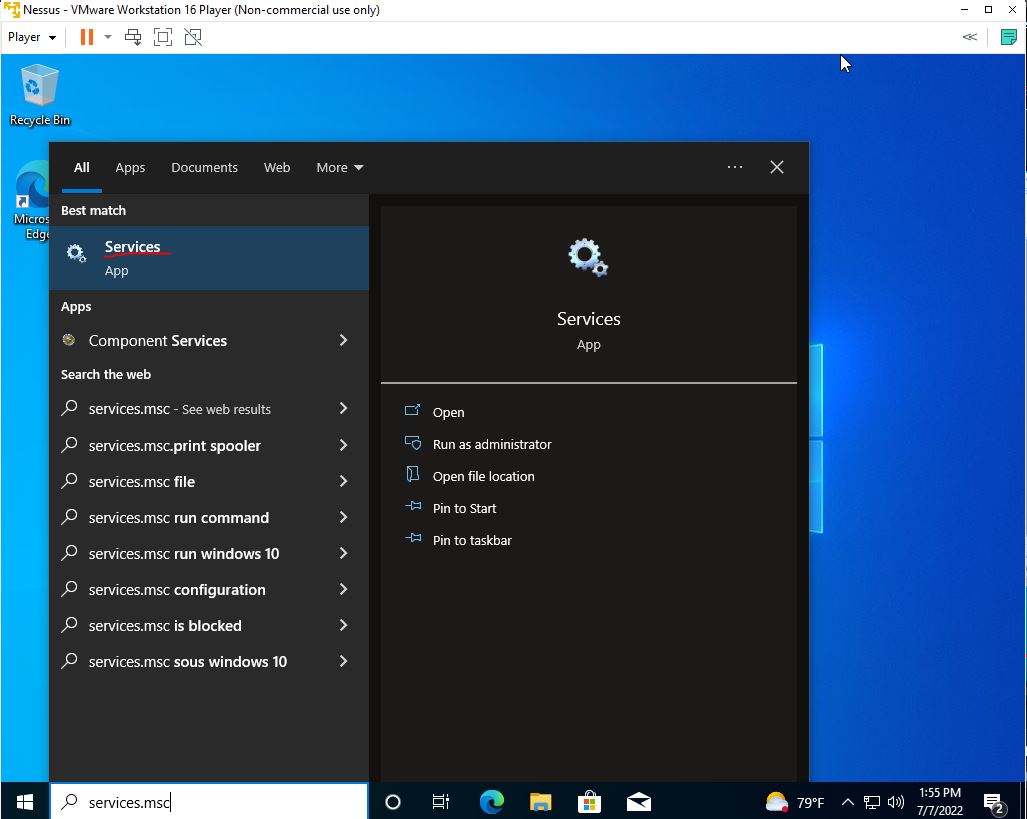 Nessus - VMware Workstation 16 Player (Non-commercial use only)
Player
Recycle Bin
Micros
Edge
All Apps Documents Web More
Best match
Services
App
Apps
Component Services
Search the web
services.msc - See web results
services.msc.print spooler
services.msc file
services.msc run command
services.msc run windows 10
services.msc configuration
services.msc is blocked
services.msc sous windows 10
Services
App
Open
Run as administrator
Open file location
Pin to Start
Pin to taskbar
services.msc
79°F
1:55 PM
7/7/2022
2